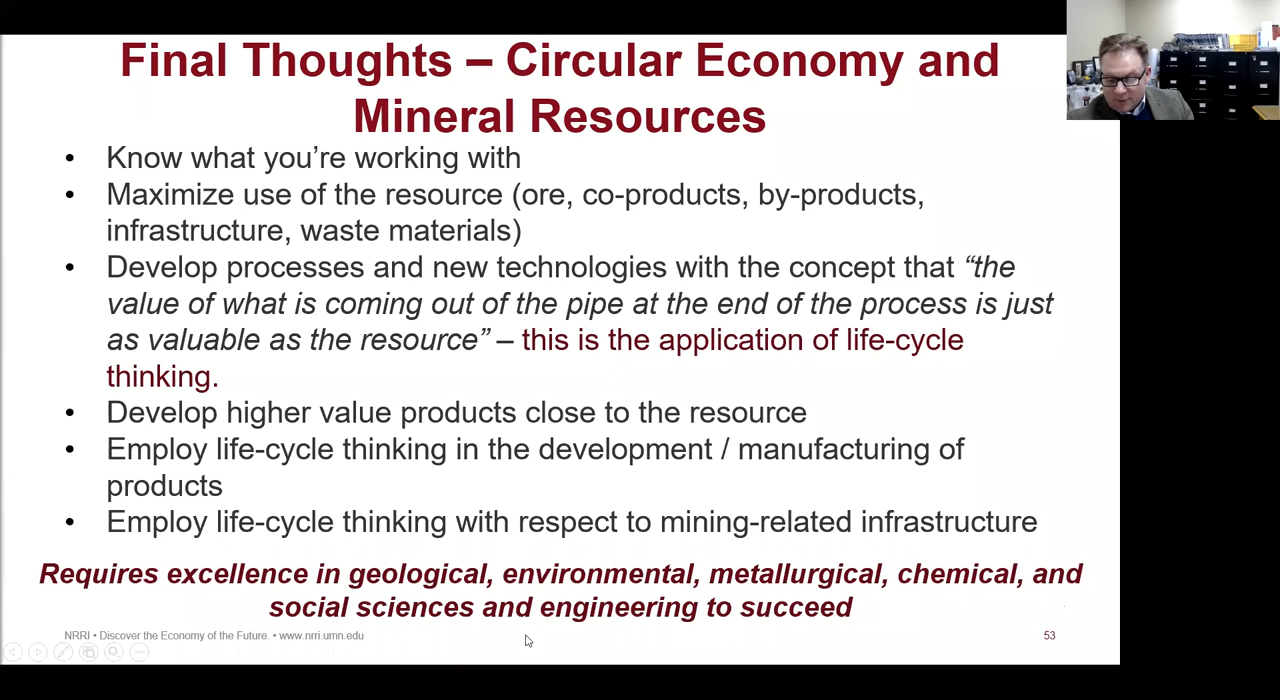 Final Thoughts – Circular Economy and
Mineral Resources
• Know what you’re working with
• Maximize use of the resource (ore, co-products, by-products,
infrastructure, waste materials)
• Develop processes and new technologies with the concept that “the
value of what is coming out of the pipe at the end of the process is just
as valuable as the resource” – this is the application of life-cycle
thinking.
• Develop higher value products close to the resource
• Employ life-cycle thinking in the development / manufacturing of
products
• Employ life-cycle thinking with respect to mining-related infrastructure
Requires excellence in geological, environmental, metallurgical, chemical, and
social sciences and engineering to succeed
NRRI • Discover the Economy of the Future. • www.nrri.umn.edu
53